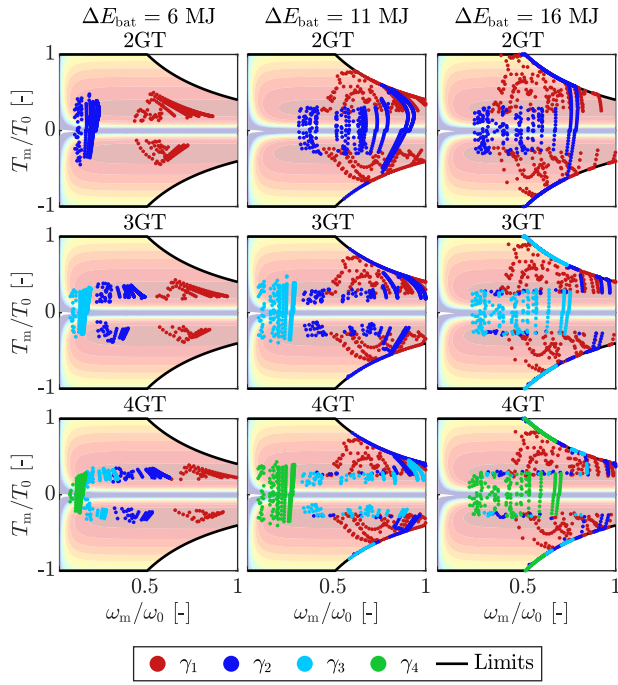 ΔE_bat = 6 MJ ΔE_bat = 11 MJ ΔE_bat = 16 MJ
2GT 2GT 2GT
1
T_m/T_0 [-]
0
-1
3GT 3GT 3GT
1
T_m/T_0 [-]
0
-1
4GT 4GT 4GT
1
T_m/T_0 [-]
0
-1
0.5 1 0.5 1 0.5 1
ω_m/ω_0 [-] ω_m/ω_0 [-] ω_m/ω_0 [-]
γ_1 γ_2 γ_3 γ_4 Limits